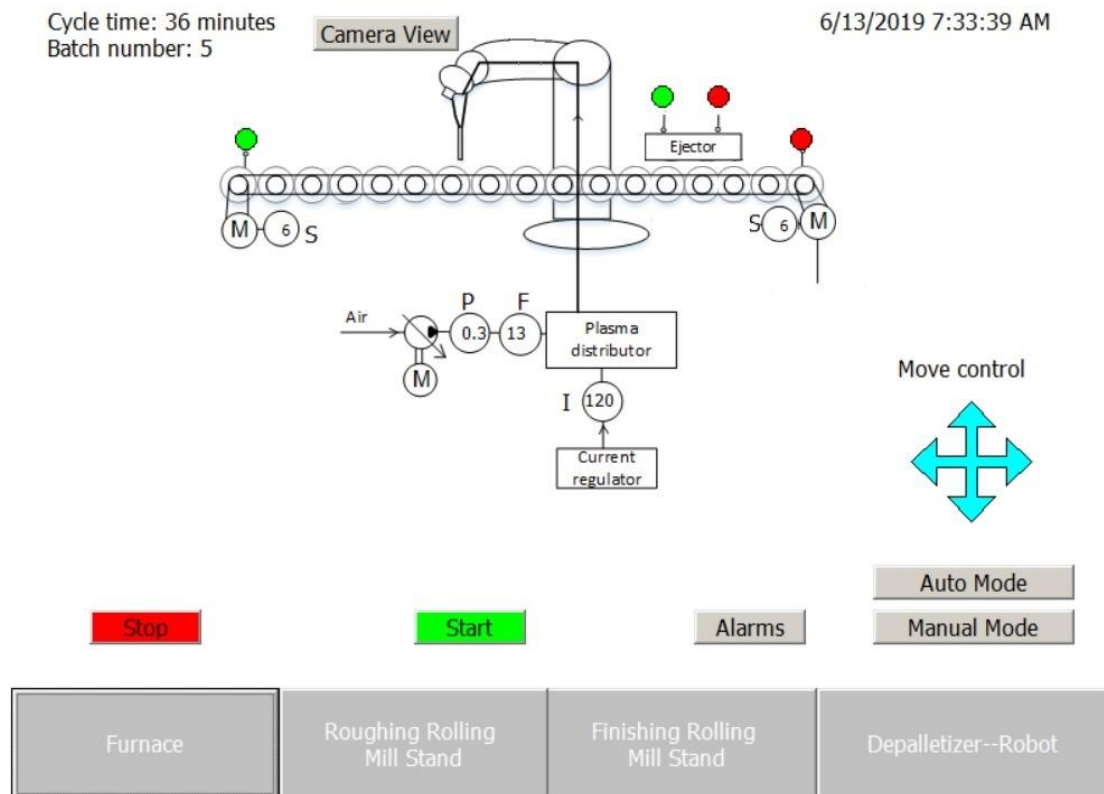 Cycle time: 36 minutes
Batch number: 5
Camera View
6/13/2019 7:33:39 AM
Ejector
M
6
S
S
6
M
P
F
Air
0.3
13
Plasma
distributor
M
I
120
Current
regulator
Move control
Auto Mode
Stop
Start
Alarms
Manual Mode
Furnace
Roughing Rolling
Mill Stand
Finishing Rolling
Mill Stand
Depalletizer--Robot